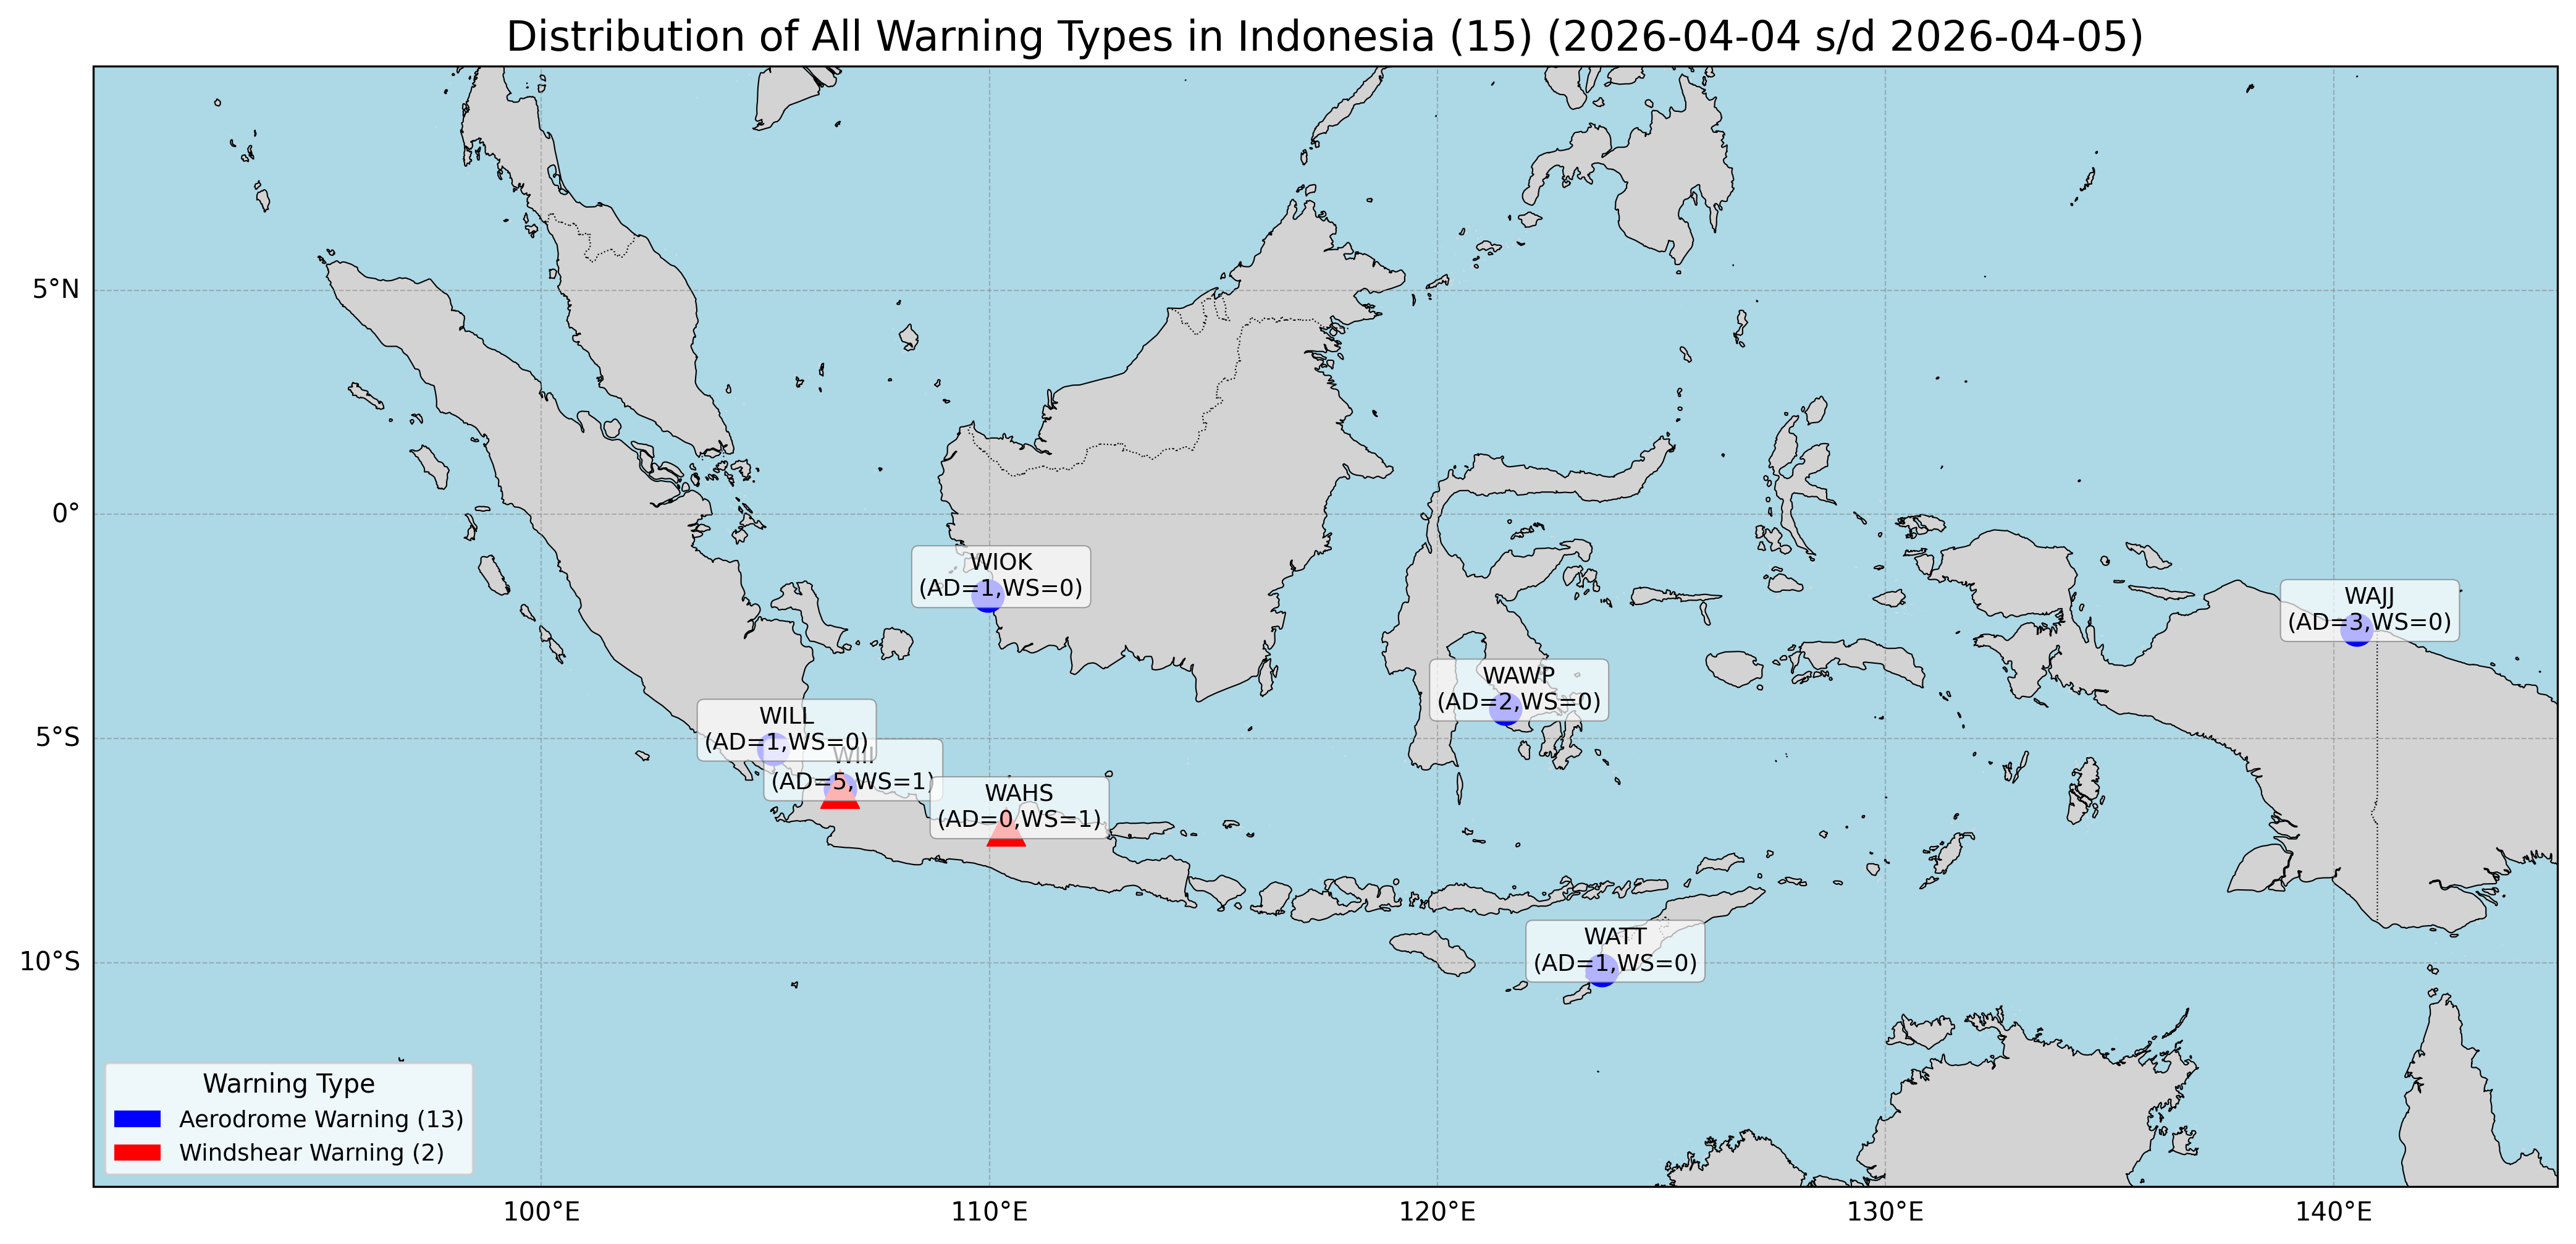 Distribution of All Warning Types in Indonesia (15) (2026-04-04 s/d 2026-04-05)
5°N
0°
5°S
10°S
WIOK
(AD=1,WS=0)
WAJJ
(AD=3,WS=0)
WAWP
(AD=2,WS=0)
WILL
(AD=1,WS=0)
WIII
(AD=5,WS=1)
WAHS
(AD=0,WS=1)
WATT
(AD=1,WS=0)
Warning Type
Aerodrome Warning (13)
Windshear Warning (2)
100°E
110°E
120°E
130°E
140°E